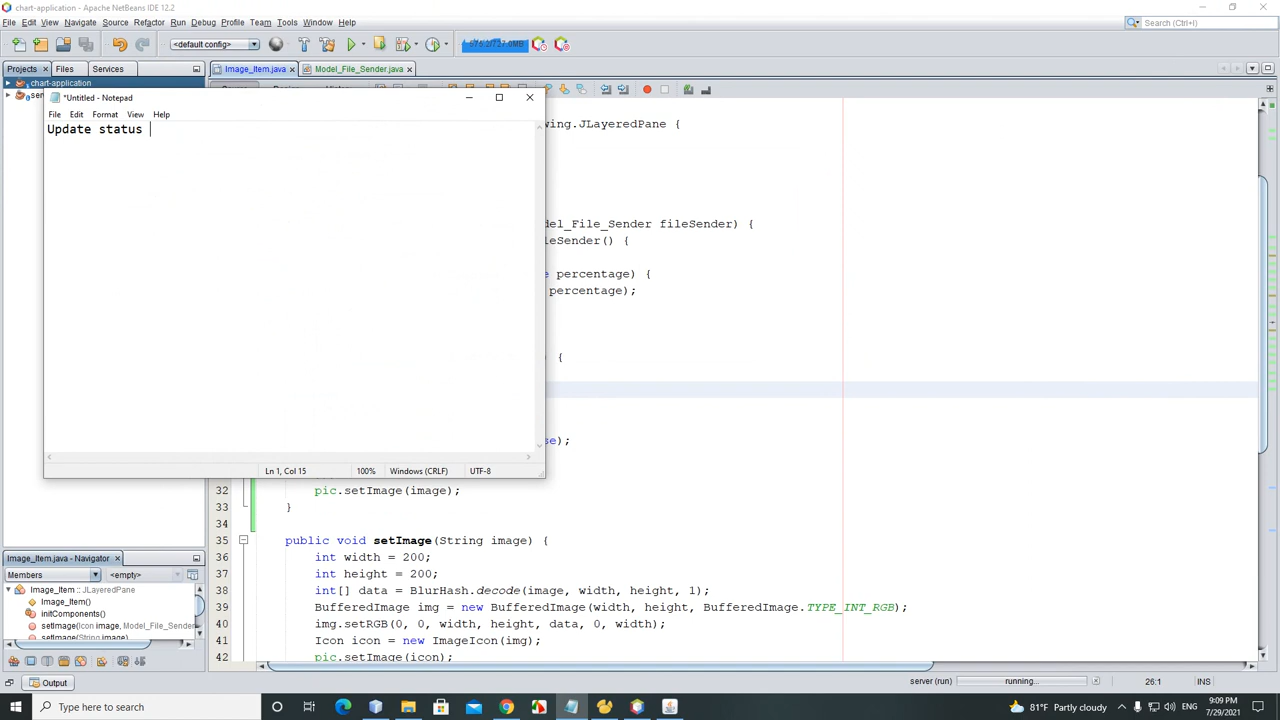 chart-application - Apache NetBeans IDE 12.2
File Edit View Navigate Source Refactor Run Debug Profile Team Tools Window Help
Search (Ctrl+I)
<default config>
Projects Files Services
Image_Item.java Model_File_Sender.java
chart-application
*Untitled - Notepad
File Edit Format View Help
Update status
Ln 1, Col 15 100% Windows (CRLF) UTF-8
wing.JLayeredPane {
del_File_Sender fileSender) {
leSender() {
e percentage) {
percentage);
) {
se);
32 pic.setImage(image);
33 }
34
35 public void setImage(String image) {
36 int width = 200;
37 int height = 200;
38 int[] data = BlurHash.decode(image, width, height, 1);
39 BufferedImage img = new BufferedImage(width, height, BufferedImage.TYPE_INT_RGB);
40 img.setRGB(0, 0, width, height, data, 0, width);
41 Icon icon = new ImageIcon(img);
42 pic.setImage(icon);
Image_Item.java - Navigator
Members <empty>
Image_Item :: JLayeredPane
Image_Item()
initComponents()
setImage(Icon image, Model_File_Sender
setImage(String image)
Output
server (run) running... 26:1 INS
Type here to search
81°F Partly cloudy ENG 9:09 PM
7/29/2021